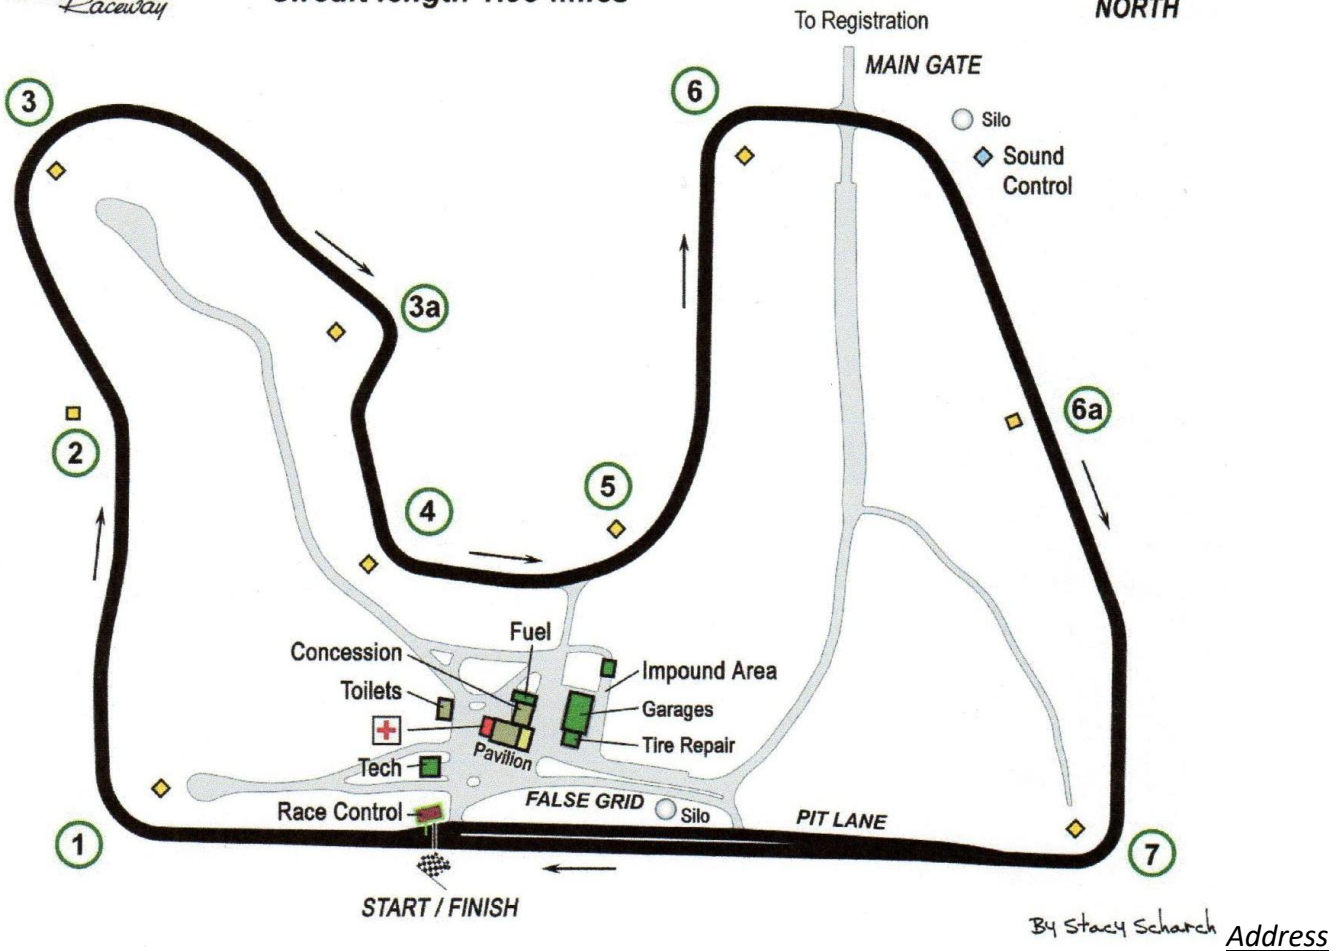 Raceway
NORTH
To Registration
MAIN GATE
3
6
Silo
Sound
Control
3a
6a
2
5
4
Fuel
Concession
Impound Area
Toilets
Garages
Tire Repair
Pavilion
Tech
FALSE GRID
Race Control
Silo
PIT LANE
1
7
START / FINISH
By Stacy Scharch
Address